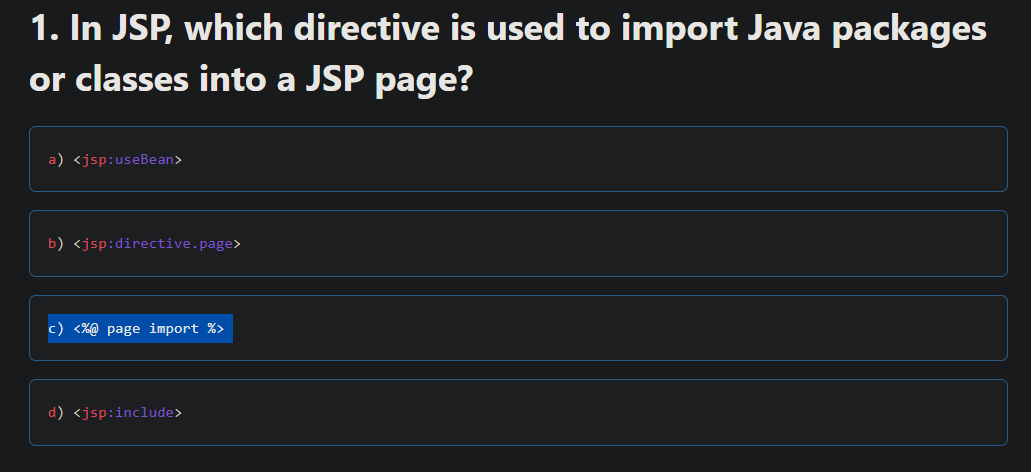 1. In JSP, which directive is used to import Java packages
or classes into a JSP page?
a) <jsp:useBean>
b) <jsp:directive.page>
c) <%@ page import %>
d) <jsp:include>